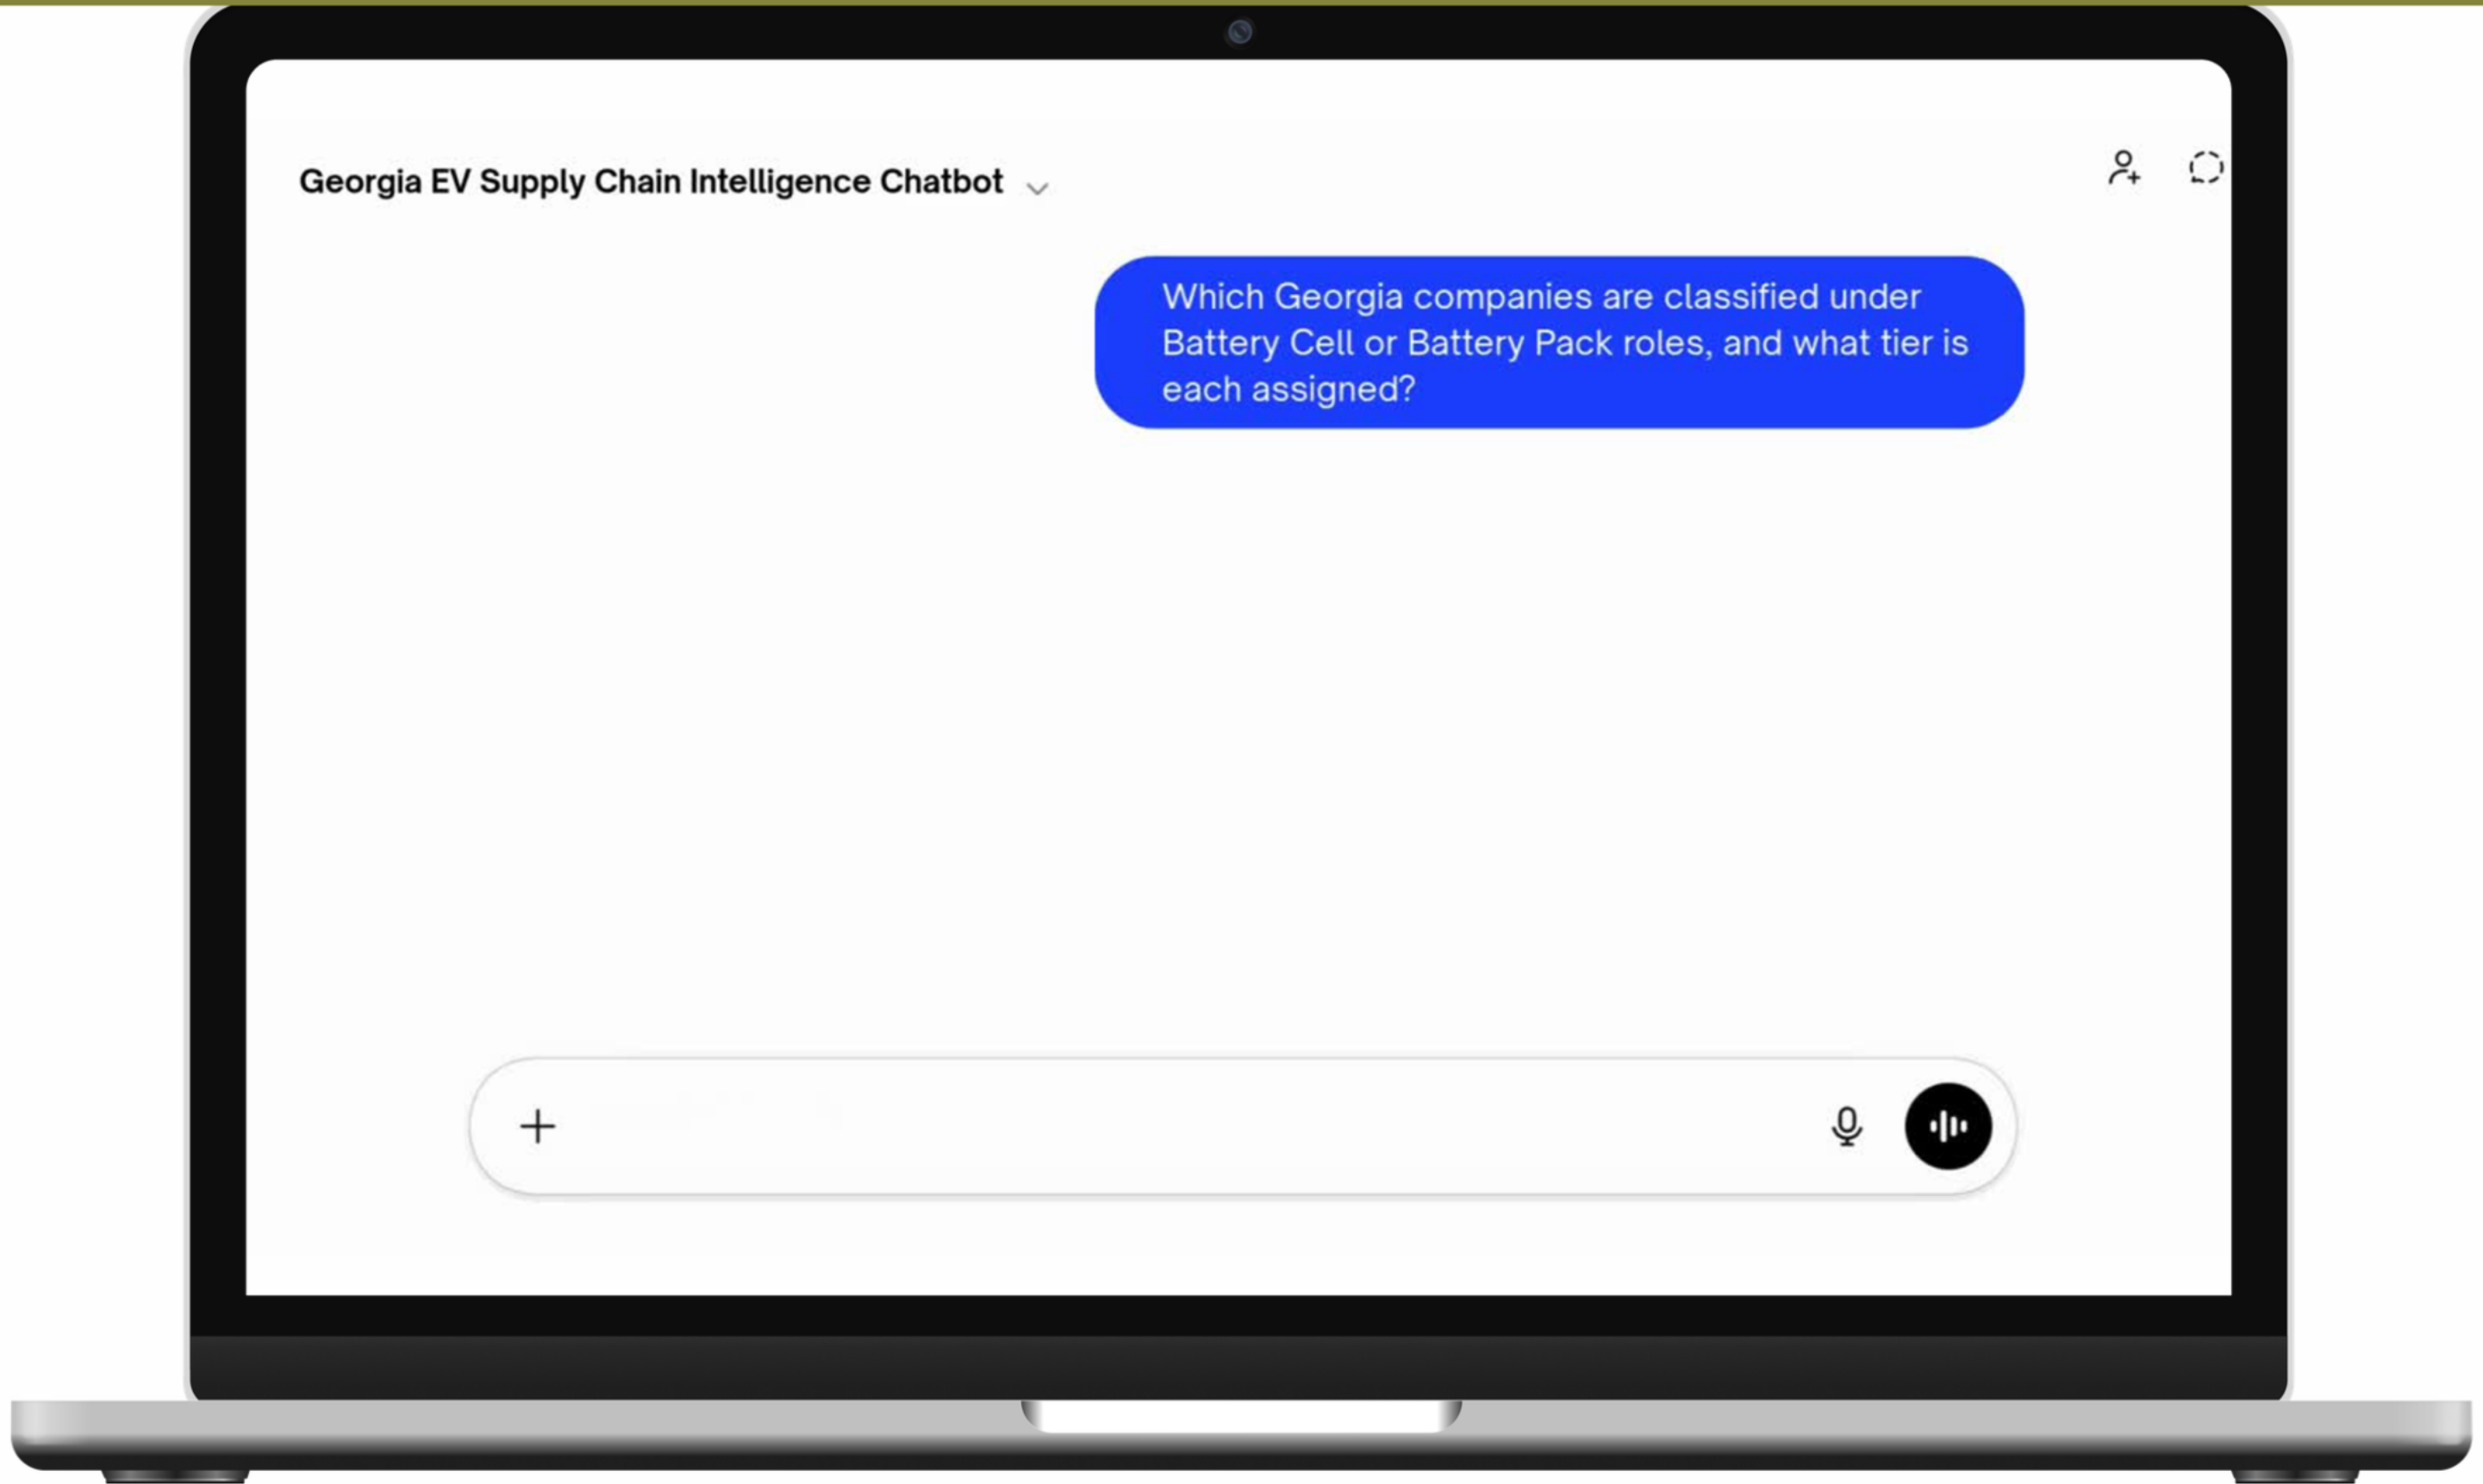 Georgia EV Supply Chain Intelligence Chatbot
Which Georgia companies are classified under
Battery Cell or Battery Pack roles, and what tier is
each assigned?